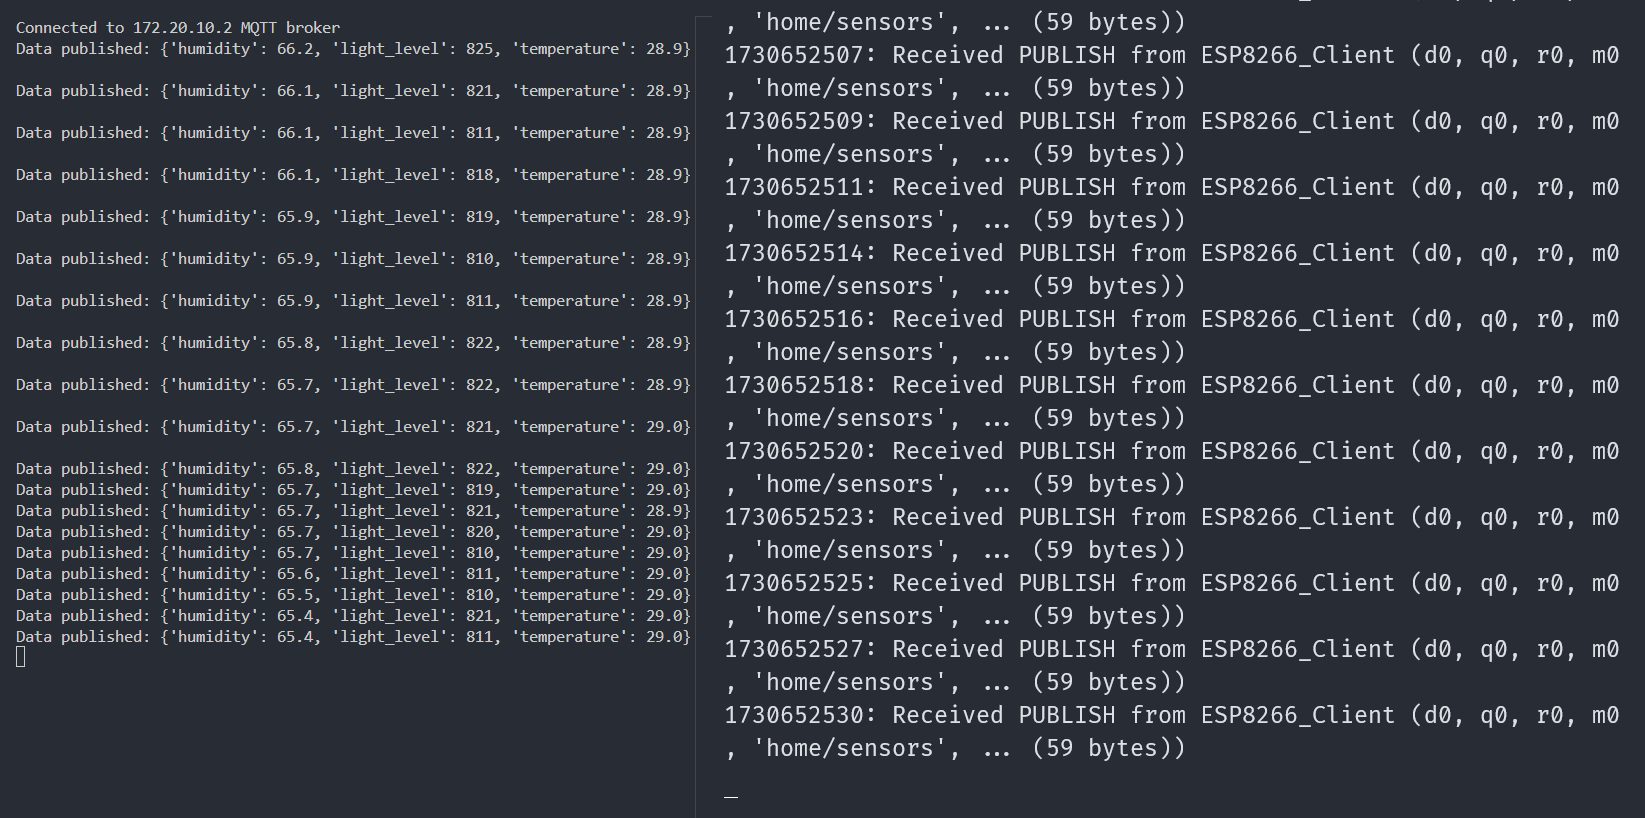 Connected to 172.20.10.2 MQTT broker
Data published: {'humidity': 66.2, 'light_level': 825, 'temperature': 28.9}
Data published: {'humidity': 66.1, 'light_level': 821, 'temperature': 28.9}
Data published: {'humidity': 66.1, 'light_level': 811, 'temperature': 28.9}
Data published: {'humidity': 66.1, 'light_level': 818, 'temperature': 28.9}
Data published: {'humidity': 65.9, 'light_level': 819, 'temperature': 28.9}
Data published: {'humidity': 65.9, 'light_level': 810, 'temperature': 28.9}
Data published: {'humidity': 65.9, 'light_level': 811, 'temperature': 28.9}
Data published: {'humidity': 65.8, 'light_level': 822, 'temperature': 28.9}
Data published: {'humidity': 65.7, 'light_level': 822, 'temperature': 28.9}
Data published: {'humidity': 65.7, 'light_level': 821, 'temperature': 29.0}
Data published: {'humidity': 65.8, 'light_level': 822, 'temperature': 29.0}
Data published: {'humidity': 65.7, 'light_level': 819, 'temperature': 29.0}
Data published: {'humidity': 65.7, 'light_level': 821, 'temperature': 28.9}
Data published: {'humidity': 65.7, 'light_level': 820, 'temperature': 29.0}
Data published: {'humidity': 65.7, 'light_level': 810, 'temperature': 29.0}
Data published: {'humidity': 65.6, 'light_level': 811, 'temperature': 29.0}
Data published: {'humidity': 65.5, 'light_level': 810, 'temperature': 29.0}
Data published: {'humidity': 65.4, 'light_level': 821, 'temperature': 29.0}
Data published: {'humidity': 65.4, 'light_level': 811, 'temperature': 29.0}
, 'home/sensors', ... (59 bytes))
1730652507: Received PUBLISH from ESP8266_Client (d0, q0, r0, m0
, 'home/sensors', ... (59 bytes))
1730652509: Received PUBLISH from ESP8266_Client (d0, q0, r0, m0
, 'home/sensors', ... (59 bytes))
1730652511: Received PUBLISH from ESP8266_Client (d0, q0, r0, m0
, 'home/sensors', ... (59 bytes))
1730652514: Received PUBLISH from ESP8266_Client (d0, q0, r0, m0
, 'home/sensors', ... (59 bytes))
1730652516: Received PUBLISH from ESP8266_Client (d0, q0, r0, m0
, 'home/sensors', ... (59 bytes))
1730652518: Received PUBLISH from ESP8266_Client (d0, q0, r0, m0
, 'home/sensors', ... (59 bytes))
1730652520: Received PUBLISH from ESP8266_Client (d0, q0, r0, m0
, 'home/sensors', ... (59 bytes))
1730652523: Received PUBLISH from ESP8266_Client (d0, q0, r0, m0
, 'home/sensors', ... (59 bytes))
1730652525: Received PUBLISH from ESP8266_Client (d0, q0, r0, m0
, 'home/sensors', ... (59 bytes))
1730652527: Received PUBLISH from ESP8266_Client (d0, q0, r0, m0
, 'home/sensors', ... (59 bytes))
1730652530: Received PUBLISH from ESP8266_Client (d0, q0, r0, m0
, 'home/sensors', ... (59 bytes))